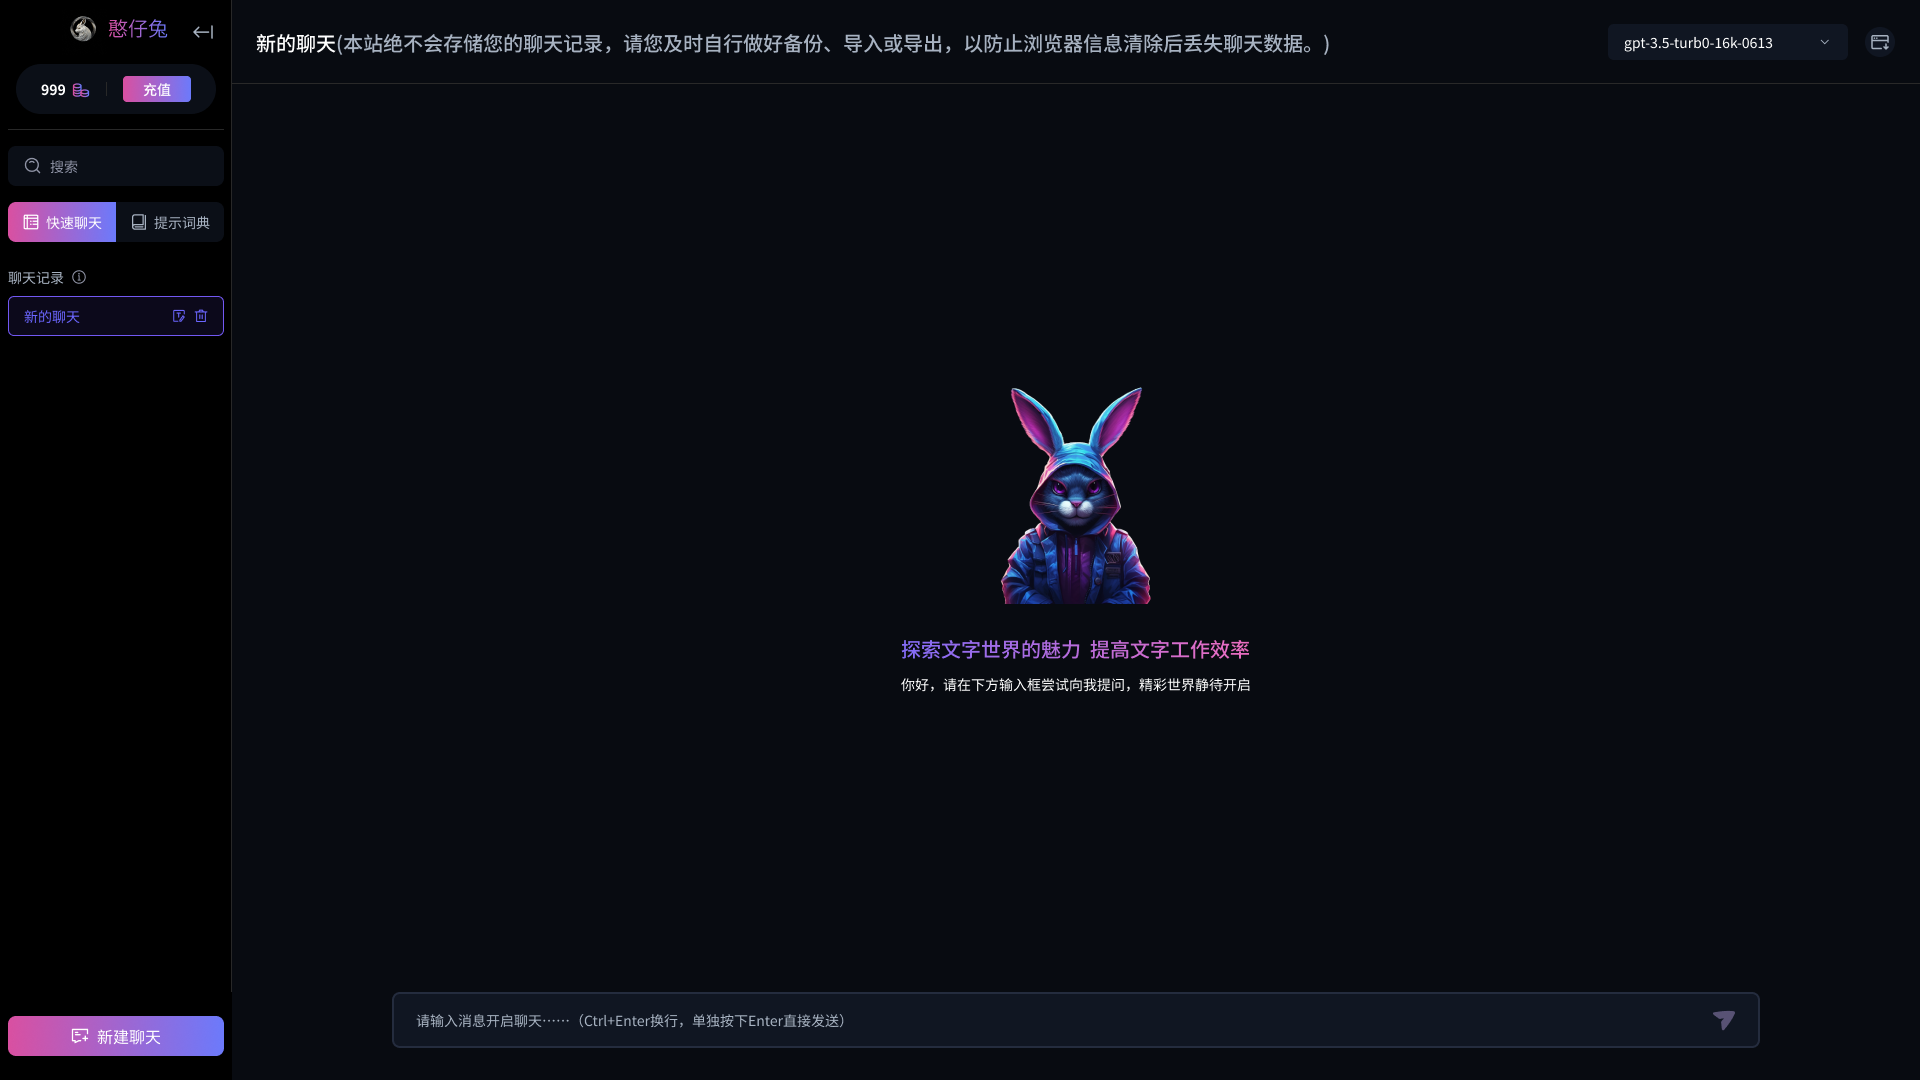 憨仔兔
999
充值
搜索
快速聊天
提示词典
聊天记录
新的聊天
新建聊天
新的聊天(本站绝不会存储您的聊天记录，请您及时自行做好备份、导入或导出，以防止浏览器信息清除后丢失聊天数据。)
gpt-3.5-turb0-16k-0613
探索文字世界的魅力 提高文字工作效率
你好，请在下方输入框尝试向我提问，精彩世界静待开启
请输入消息开启聊天……（Ctrl+Enter换行，单独按下Enter直接发送）